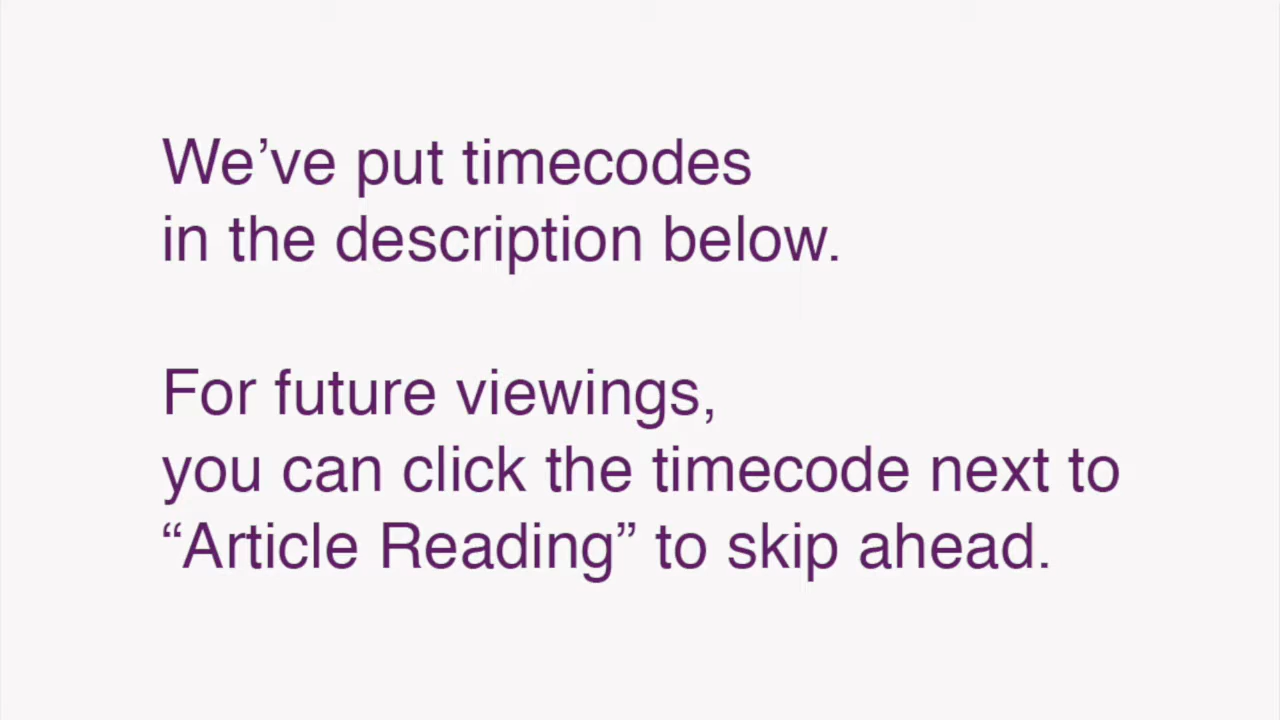 We’ve put timecodes
in the description below.
For future viewings,
you can click the timecode next to
“Article Reading” to skip ahead.